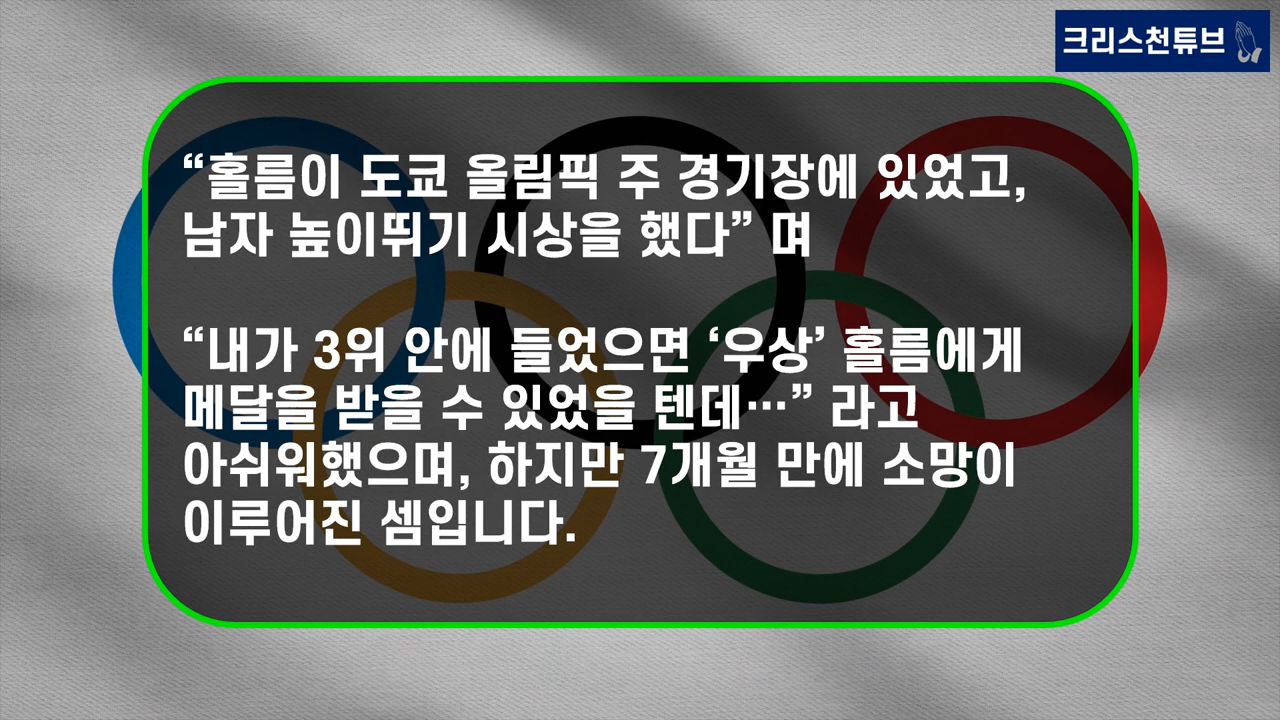 크리스천튜브
“홀름이 도쿄 올림픽 주 경기장에 있었고,
남자 높이뛰기 시상을 했다” 며
“내가 3위 안에 들었으면 ‘우상’ 홀름에게
메달을 받을 수 있었을 텐데…” 라고
아쉬워했으며, 하지만 7개월 만에 소망이
이루어진 셈입니다.